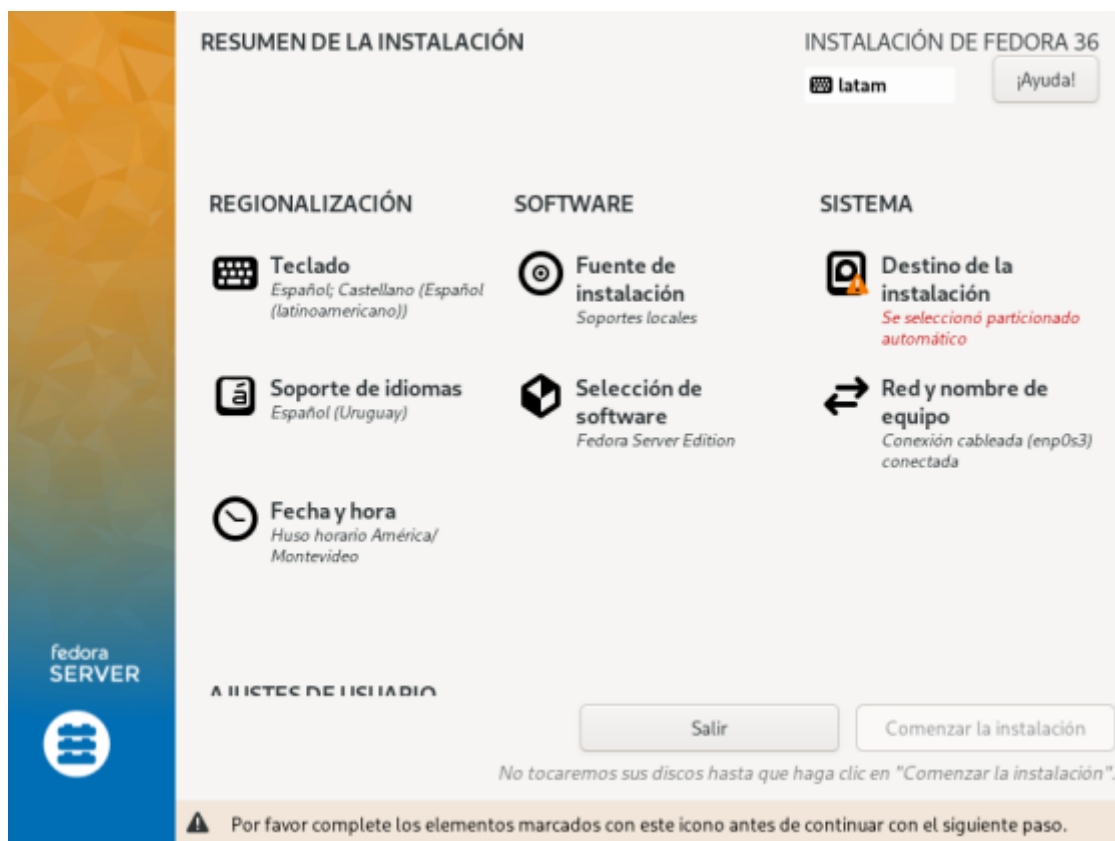 RESUMEN DE LA INSTALACIÓN
INSTALACIÓN DE FEDORA 36
latam
¡Ayuda!
REGIONALIZACIÓN
Teclado
Español; Castellano (Español
(latinoamericano))
á
Soporte de idiomas
Español (Uruguay)
Fecha y hora
Huso horario América/
Montevideo
SOFTWARE
Fuente de
instalación
Soportes locales
Selección de
software
Fedora Server Edition
SISTEMA
Destino de la
instalación
Se seleccionó particionado
automático
Red y nombre de
equipo
Conexión cableada (enp0s3)
conectada
AJUSTES DE USUARIO
fedora
SERVER
Salir
Comenzar la instalación
No tocaremos sus discos hasta que haga clic en "Comenzar la instalación".
Por favor complete los elementos marcados con este icono antes de continuar con el siguiente paso.